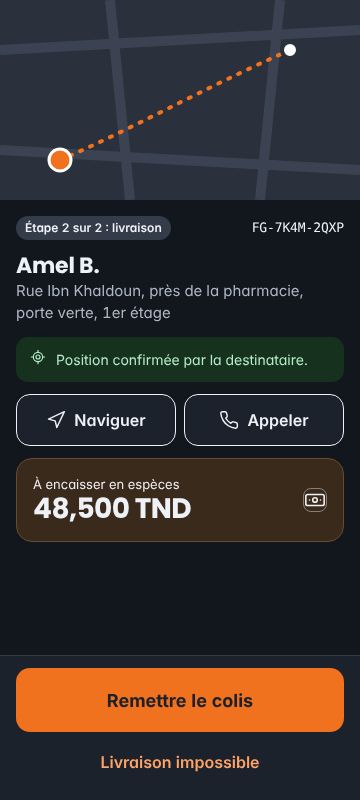 Étape 2 sur 2 : livraison
FG-7K4M-2QXP
Amel B.
Rue Ibn Khaldoun, près de la pharmacie,
porte verte, 1er étage
Position confirmée par la destinataire.
Naviguer
Appeler
À encaisser en espèces
48,500 TND
Remettre le colis
Livraison impossible